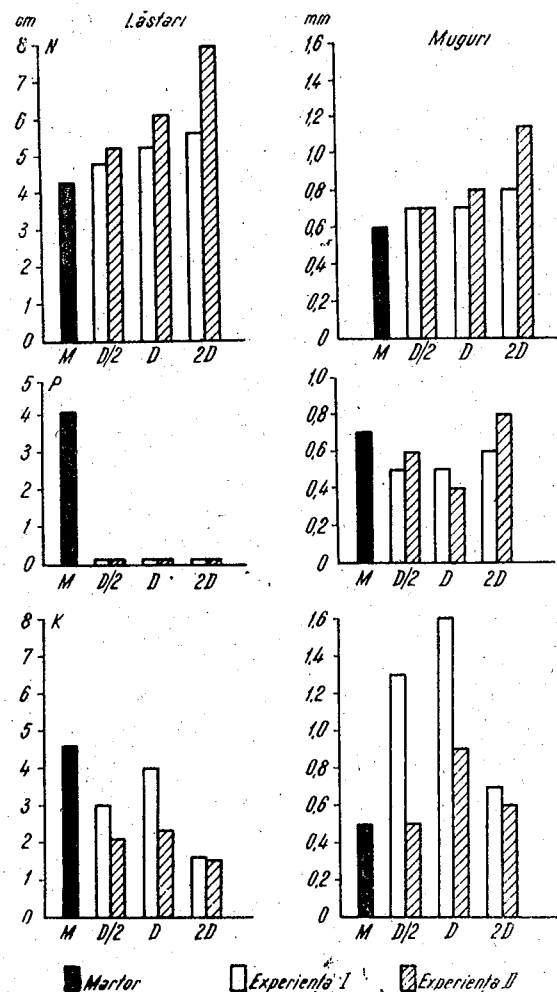 cm Lăstari mm Muguri
8 N 1,6
7 1,4
6 1,2
5 1,0
4 0,8
3 0,6
2 0,4
1 0,2
0 0
M D/2 D 2D M D/2 D 2D
5 P 1,0
4 0,8
3 0,6
2 0,4
1 0,2
0 0
M D/2 D 2D M D/2 D 2D
8 K 1,6
7 1,4
6 1,2
5 1,0
4 0,8
3 0,6
2 0,4
1 0,2
0 0
M D/2 D 2D M D/2 D 2D
Martor Experiența I Experiența II